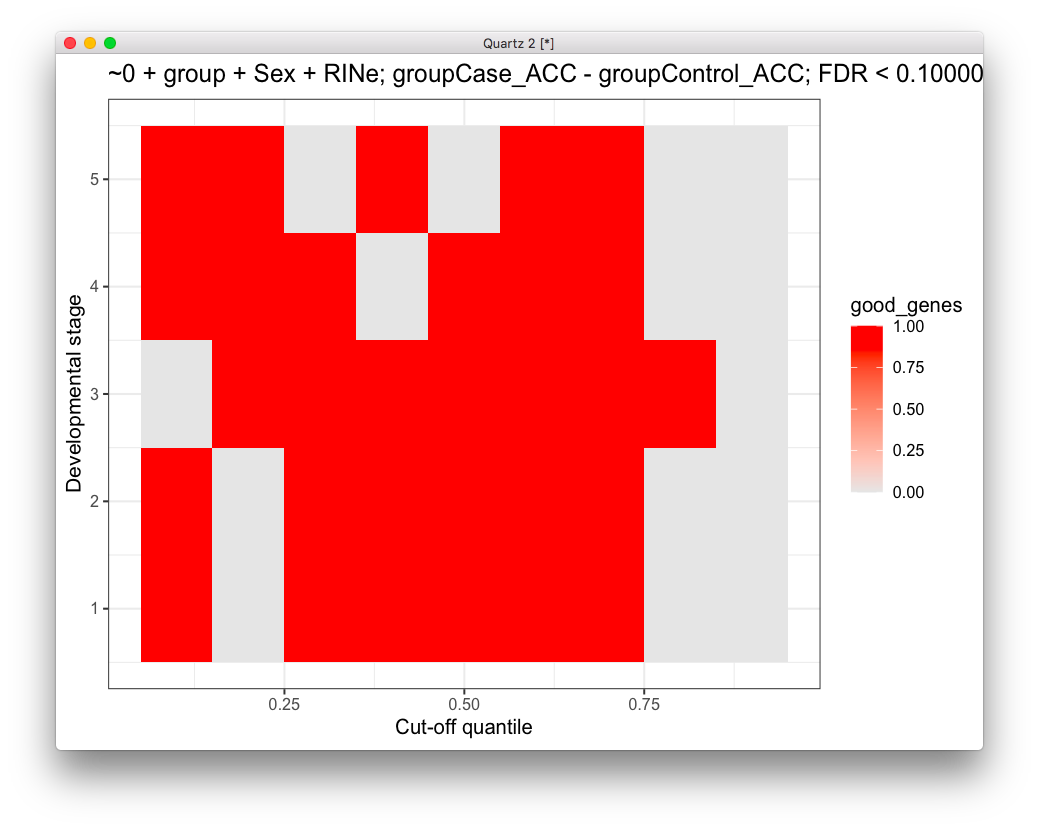 Quartz 2 [*]
~0 + group + Sex + RINe; groupCase_ACC - groupControl_ACC; FDR < 0.10000
Developmental stage
5
4
3
2
1
0.25 0.50 0.75
Cut-off quantile
good_genes
1.00
0.75
0.50
0.25
0.00